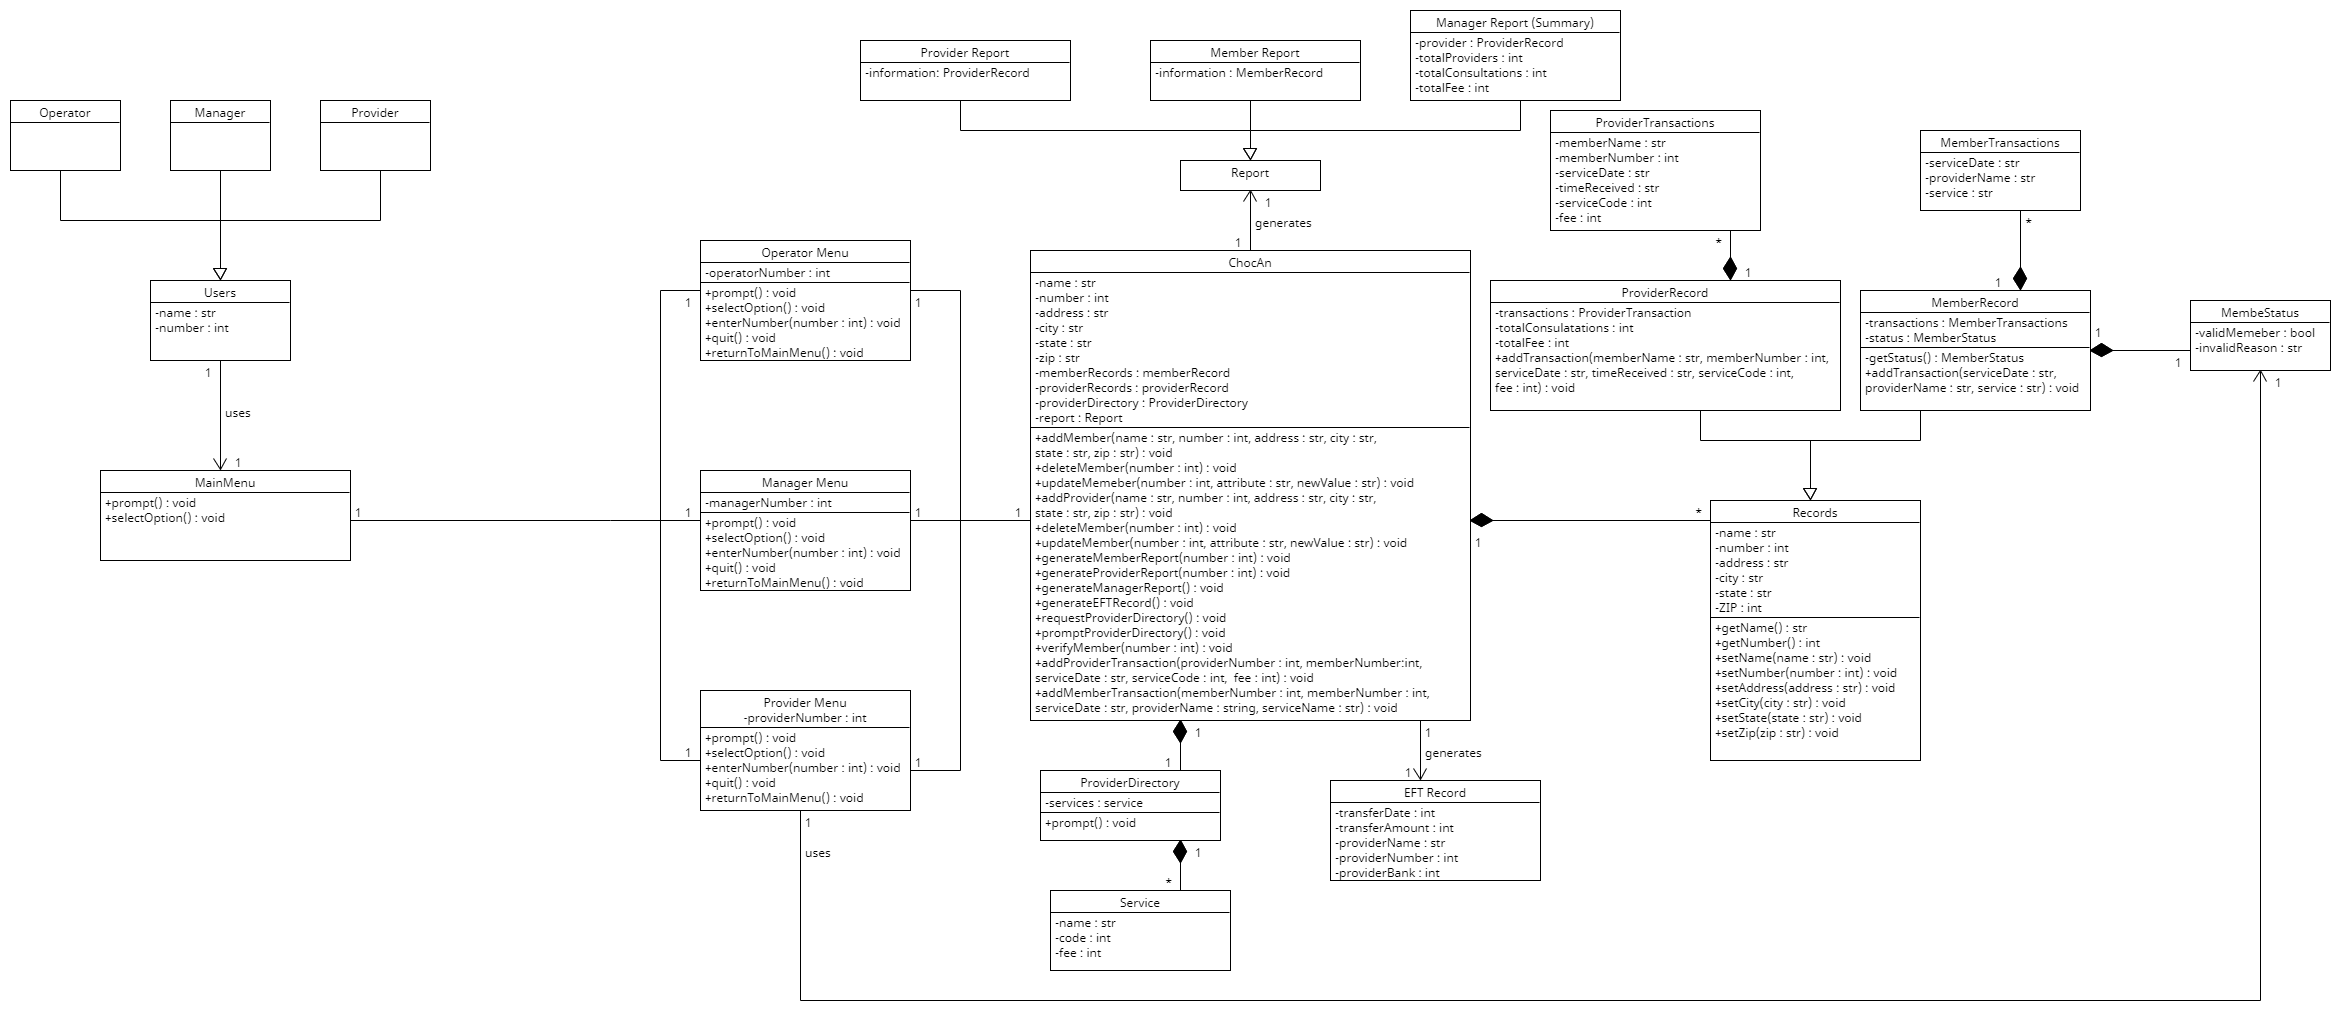 Manager Report (Summary)
-provider : ProviderRecord
-totalProviders : int
-totalConsultations : int
-totalFee : int
Provider Report
-information: ProviderRecord
Member Report
-information : MemberRecord
Operator
Manager
Provider
ProviderTransactions
-memberName : str
-memberNumber : int
-serviceDate : str
-timeReceived : str
-serviceCode : int
-fee : int
MemberTransactions
-serviceDate : str
-providerName : str
-service : str
Report
1
generates
1
*
1
*
1
Users
-name : str
-number : int
1
uses
1
MainMenu
+prompt() : void
+selectOption() : void
1
Operator Menu
-operatorNumber : int
+prompt() : void
+selectOption() : void
+enterNumber(number : int) : void
+quit() : void
+returnToMainMenu() : void
1
1
Manager Menu
-managerNumber : int
+prompt() : void
+selectOption() : void
+enterNumber(number : int) : void
+quit() : void
+returnToMainMenu() : void
1
1
1
Provider Menu
-providerNumber : int
+prompt() : void
+selectOption() : void
+enterNumber(number : int) : void
+quit() : void
+returnToMainMenu() : void
1
1
1
uses
ChocAn
-name : str
-number : int
-address : str
-city : str
-state : str
-zip : str
-memberRecords : memberRecord
-providerRecords : providerRecord
-providerDirectory : ProviderDirectory
-report : Report
+addMember(name : str, number : int, address : str, city : str,
state : str, zip : str) : void
+deleteMember(number : int) : void
+updateMemeber(number : int, attribute : str, newValue : str) : void
+addProvider(name : str, number : int, address : str, city : str,
state : str, zip : str) : void
+deleteMember(number : int) : void
+updateMember(number : int, attribute : str, newValue : str) : void
+generateMemberReport(number : int) : void
+generateProviderReport(number : int) : void
+generateManagerReport() : void
+generateEFTRecord() : void
+requestProviderDirectory() : void
+promptProviderDirectory() : void
+verifyMember(number : int) : void
+addProviderTransaction(providerNumber : int, memberNumber:int,
serviceDate : str, serviceCode : int, fee : int) : void
+addMemberTransaction(memberNumber : int, memberNumber : int,
serviceDate : str, providerName : string, serviceName : str) : void
1
*
ProviderRecord
-transactions : ProviderTransaction
-totalConsulatations : int
-totalFee : int
+addTransaction(memberName : str, memberNumber : int,
serviceDate : str, timeReceived : str, serviceCode : int,
fee : int) : void
MemberRecord
-transactions : MemberTransactions
-status : MemberStatus
-getStatus() : MemberStatus
+addTransaction(serviceDate : str,
providerName : str, service : str) : void
1
1
MembeStatus
-validMemeber : bool
-invalidReason : str
1
Records
-name : str
-number : int
-address : str
-city : str
-state : str
-ZIP : int
+getName() : str
+getNumber() : int
+setName(name : str) : void
+setNumber(number : int) : void
+setAddress(address : str) : void
+setCity(city : str) : void
+setState(state : str) : void
+setZip(zip : str) : void
1
1
ProviderDirectory
-services : service
+prompt() : void
1
*
Service
-name : str
-code : int
-fee : int
1
generates
1
EFT Record
-transferDate : int
-transferAmount : int
-providerName : str
-providerNumber : int
-providerBank : int